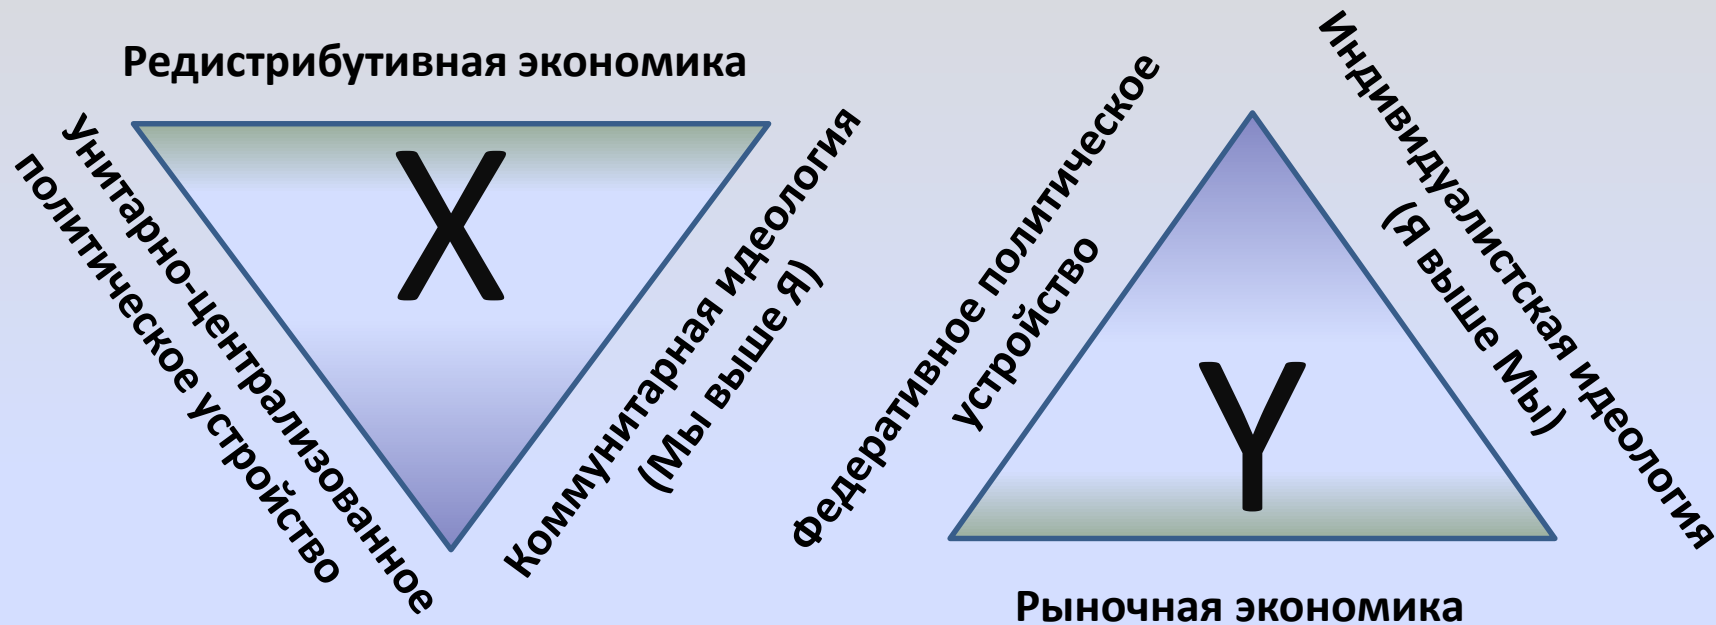 Редистрибутивная экономика
Унитарно-централизованное
политическое устройство
X
Коммунитарная идеология
(Мы выше Я)
Федеративное политическое
устройство
Y
Индивидуалистская идеология
(Я выше Мы)
Рыночная экономика